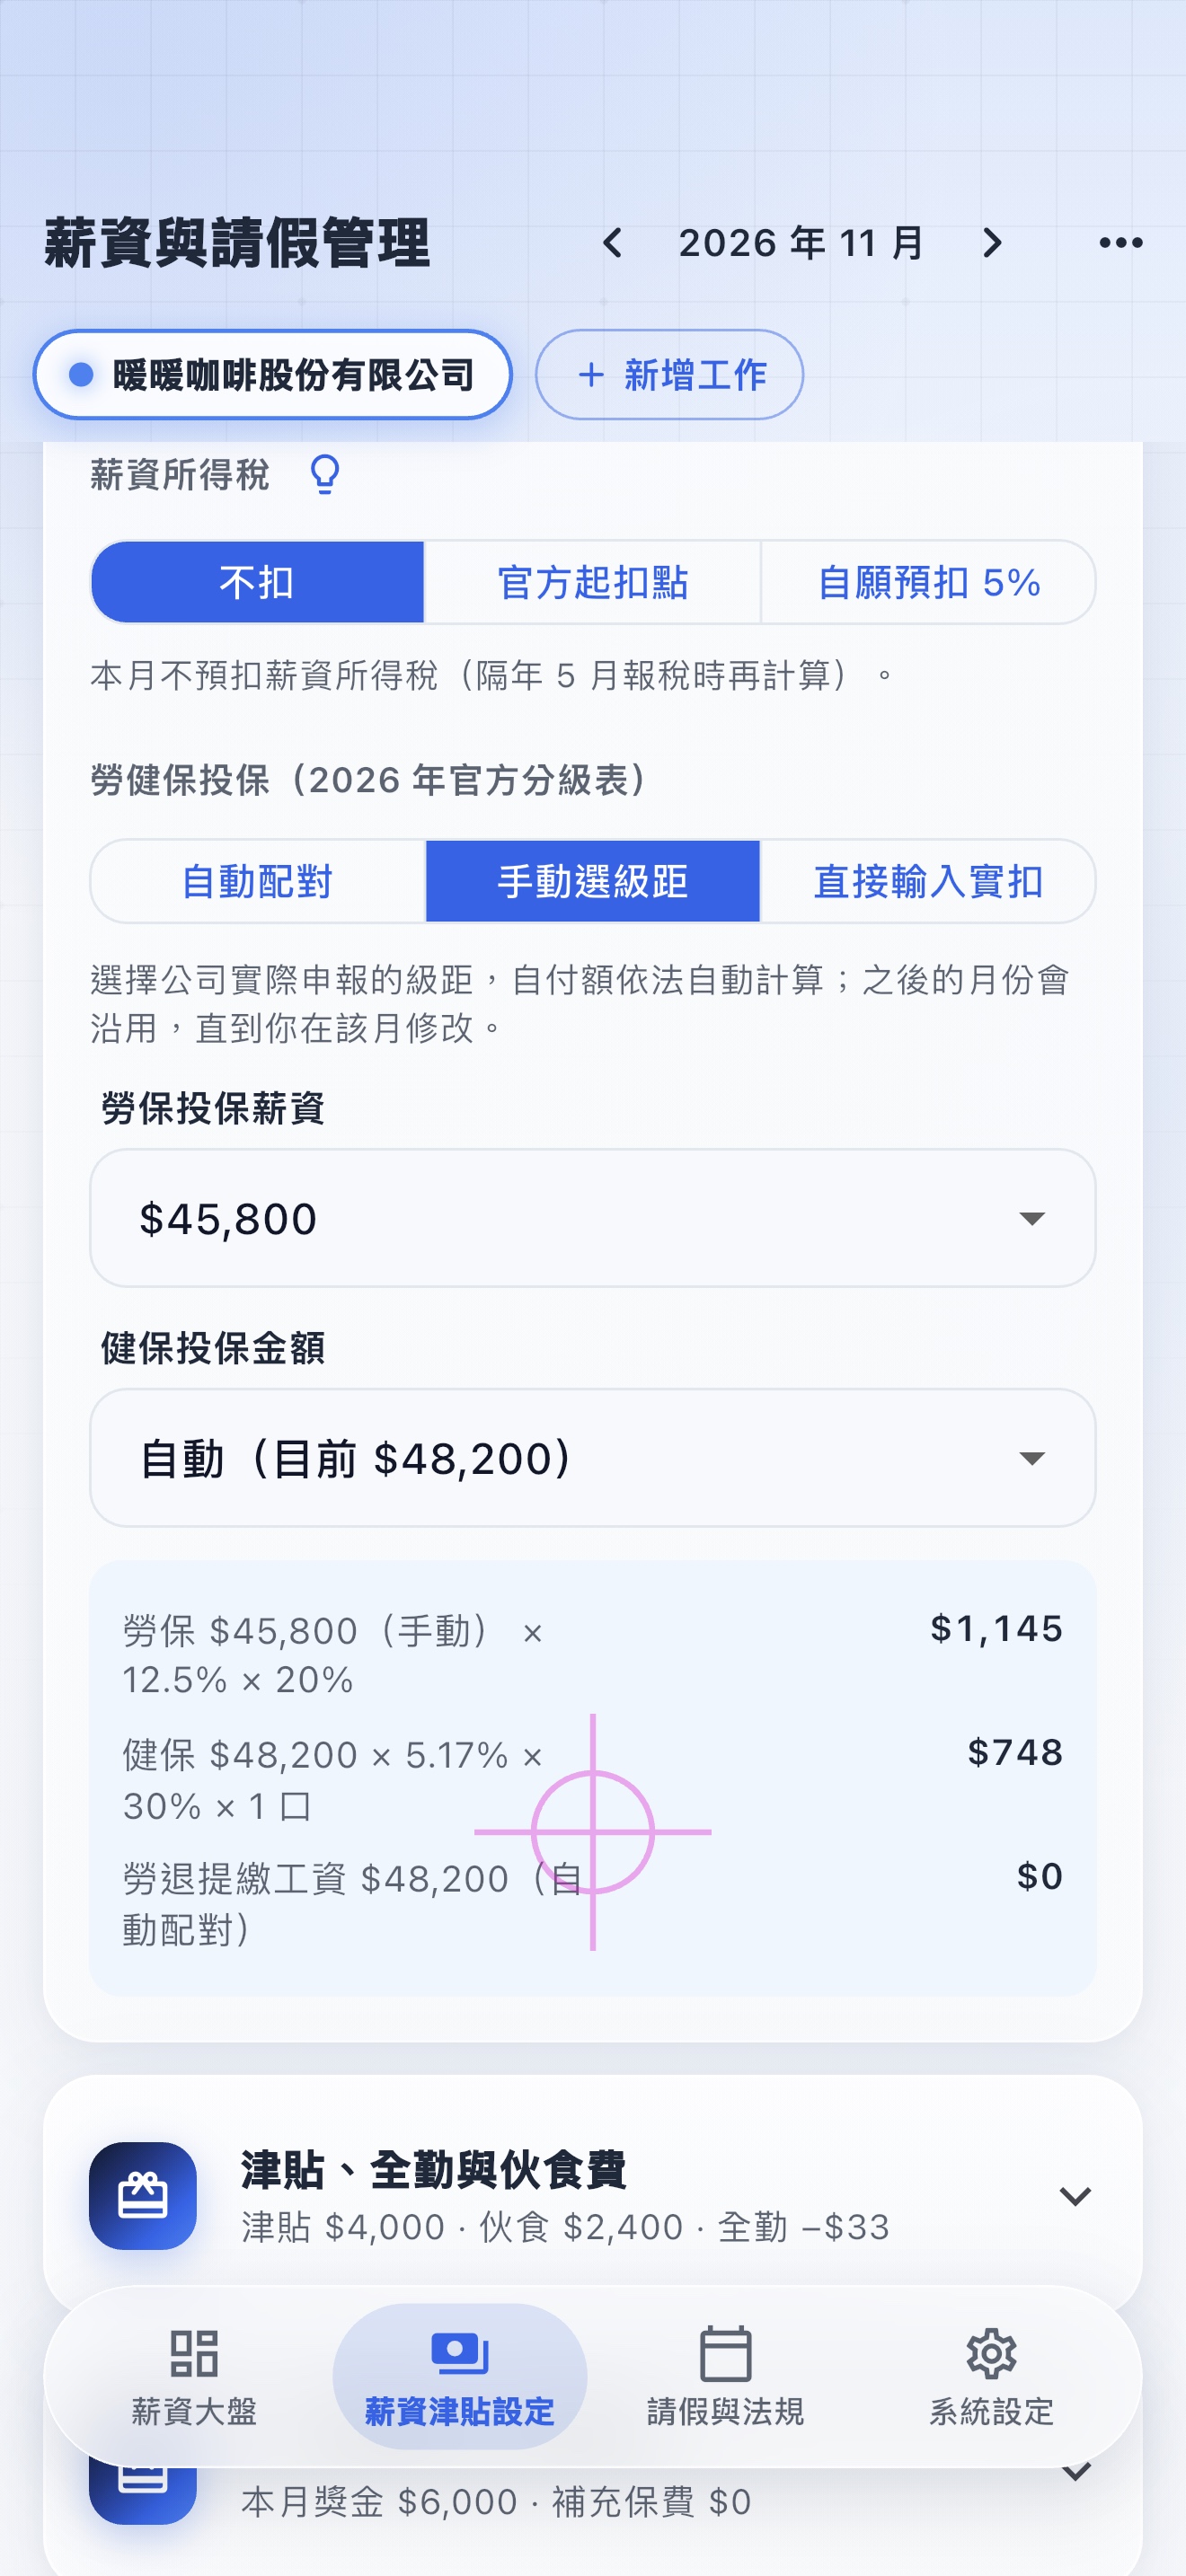 薪資與請假管理
2026 年 11 月
暖暖咖啡股份有限公司
+ 新增工作
薪資所得稅
不扣
官方起扣點
自願預扣 5%
本月不預扣薪資所得稅（隔年 5 月報稅時再計算）。
勞健保投保（2026 年官方分級表）
自動配對
手動選級距
直接輸入實扣
選擇公司實際申報的級距，自付額依法自動計算；之後的月份會
沿用，直到你在該月修改。
勞保投保薪資
$45,800
健保投保金額
自動（目前 $48,200）
勞保 $45,800（手動） ×
12.5% × 20%
$1,145
健保 $48,200 × 5.17% ×
30% × 1 口
$748
勞退提繳工資 $48,200（自
動配對）
$0
津貼、全勤與伙食費
津貼 $4,000 · 伙食 $2,400 · 全勤 –$33
薪資大盤
薪資津貼設定
請假與法規
系統設定
本月獎金 $6,000 · 補充保費 $0